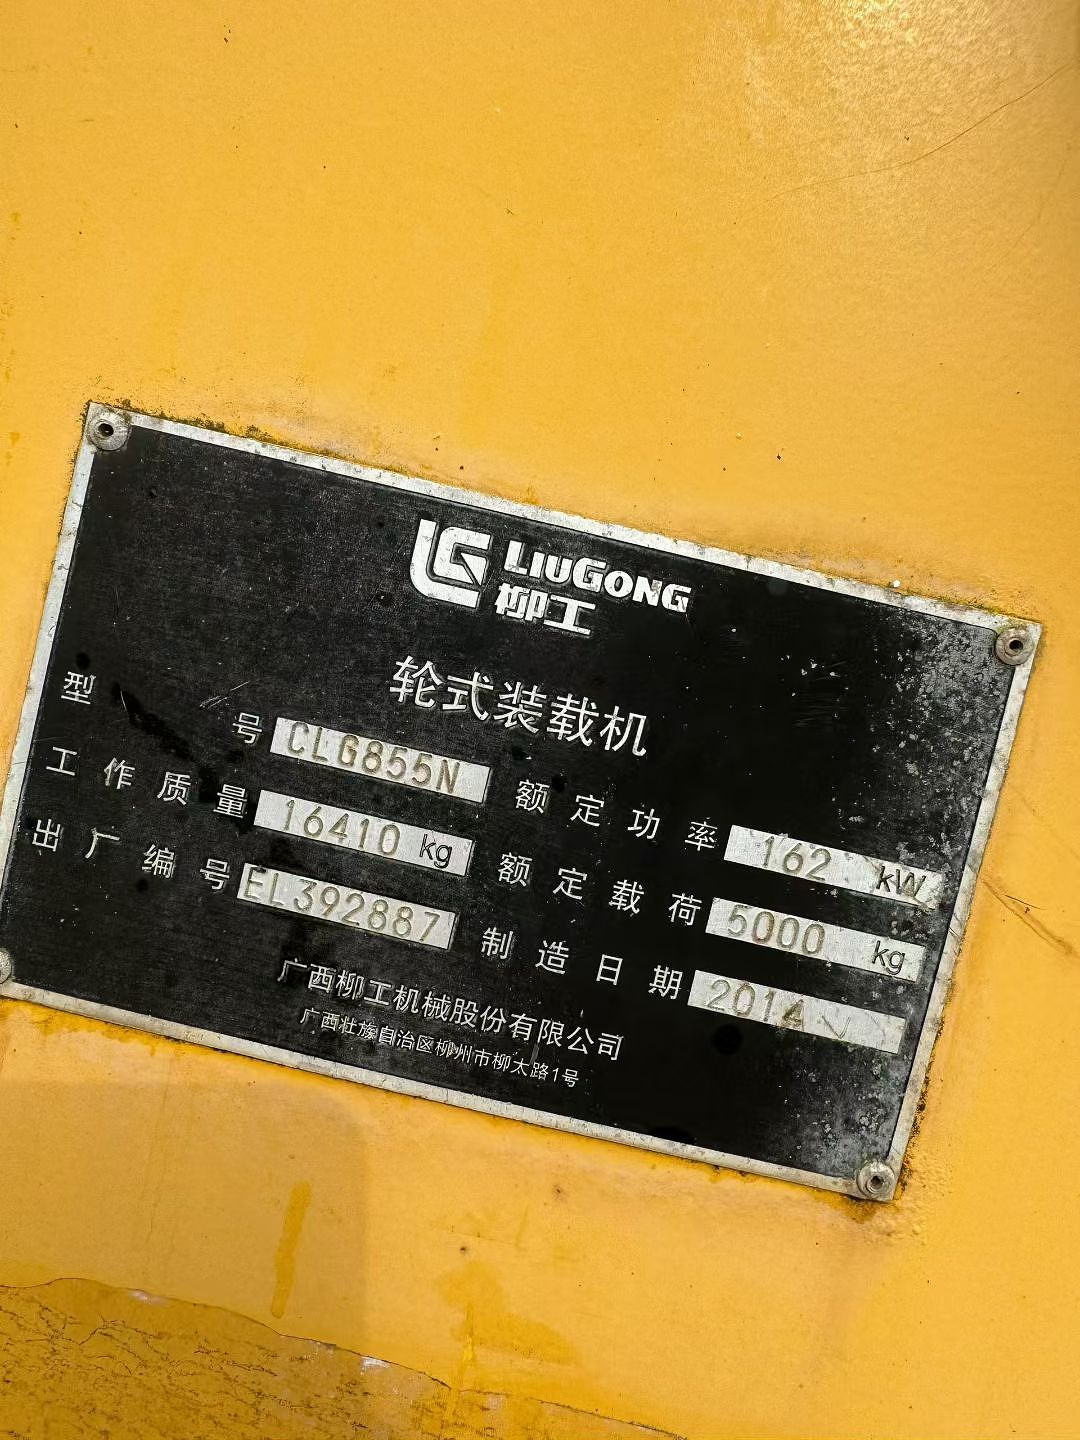 LG LIUGONG
柳工
轮式装载机
型号 CLG855N 额定功率 162 kW
工作质量 16410 kg 额定载荷 5000 kg
出厂编号 EL392887 制造日期 2014
广西柳工机械股份有限公司
广西壮族自治区柳州市柳太路1号